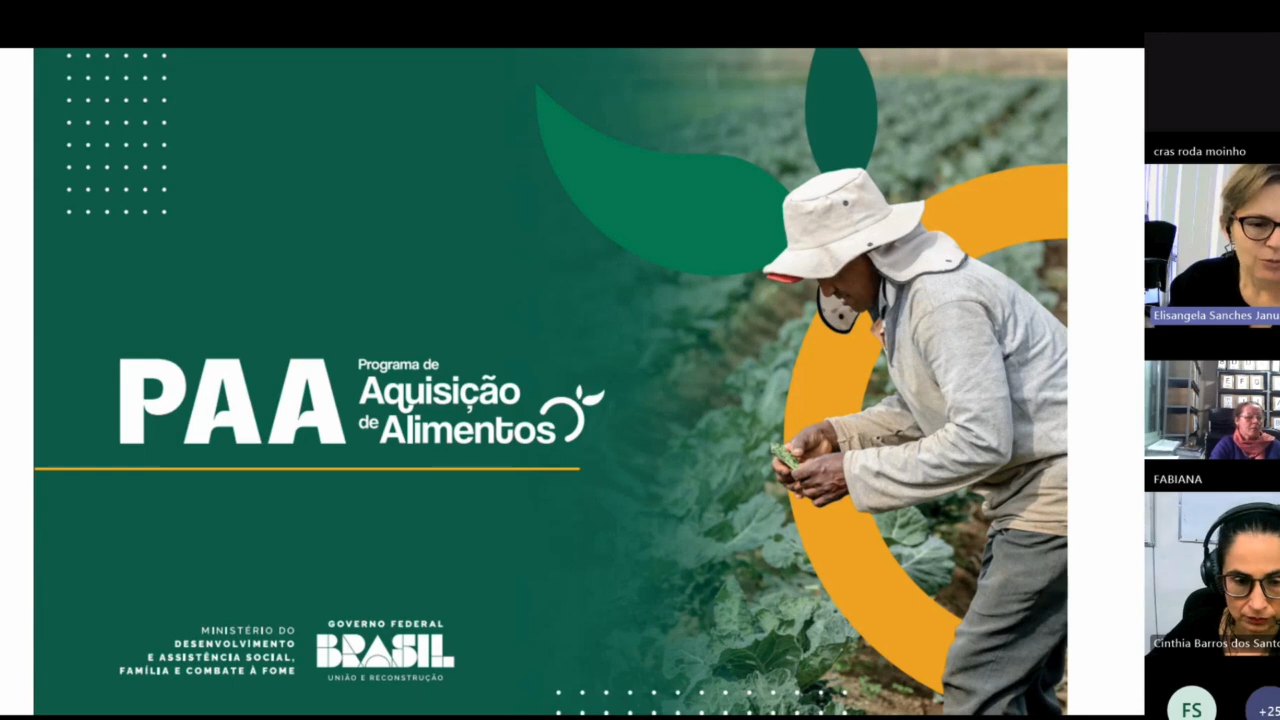 PAA
Programa de
Aquisição
de Alimentos
MINISTÉRIO DO
DESENVOLVIMENTO
E ASSISTÊNCIA SOCIAL,
FAMÍLIA E COMBATE À FOME
GOVERNO FEDERAL
BRASIL
UNIÃO E RECONSTRUÇÃO
cras roda moinho
Elisangela Sanches Janu
FABIANA
Cinthia Barros dos Santo
FS
+25